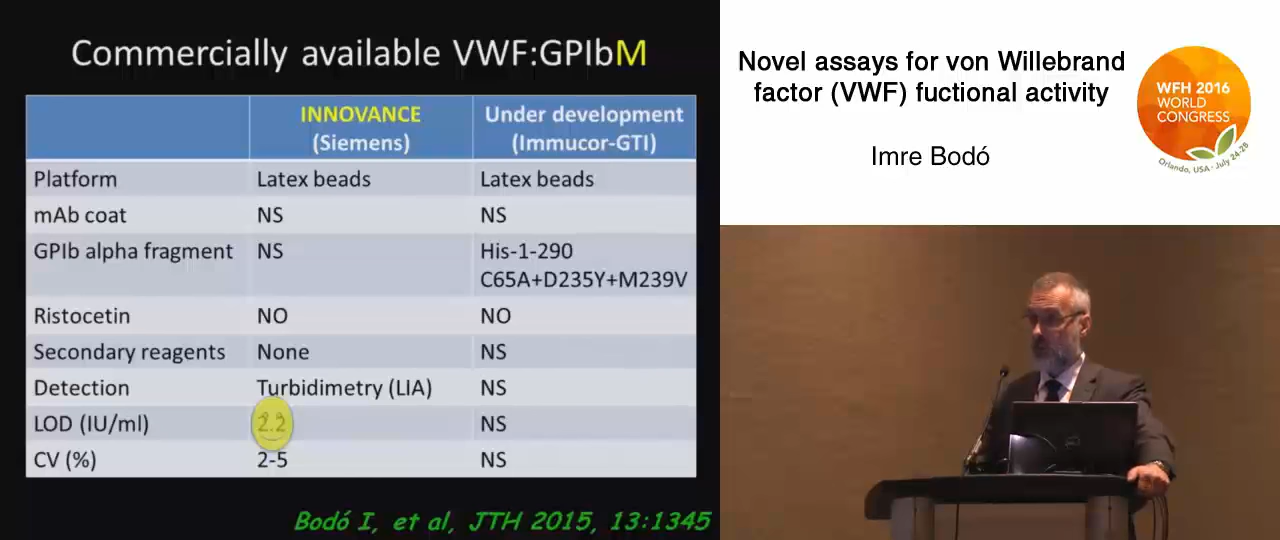 Commercially available VWF:GPIbM
INNOVANCE Under development
(Siemens) (Immucor-GTI)
Platform Latex beads Latex beads
mAb coat NS NS
GPIb alpha fragment NS His-1-290
C65A+D235Y+M239V
Ristocetin NO NO
Secondary reagents None NS
Detection Turbidimetry (LIA) NS
LOD (IU/ml) 2.2 NS
CV (%) 2-5 NS
Bodó I, et al, JTH 2015, 13:1345
Novel assays for von Willebrand
factor (VWF) fuctional activity
Imre Bodó
WFH 2016
WORLD
CONGRESS
Orlando, USA · July 24-28